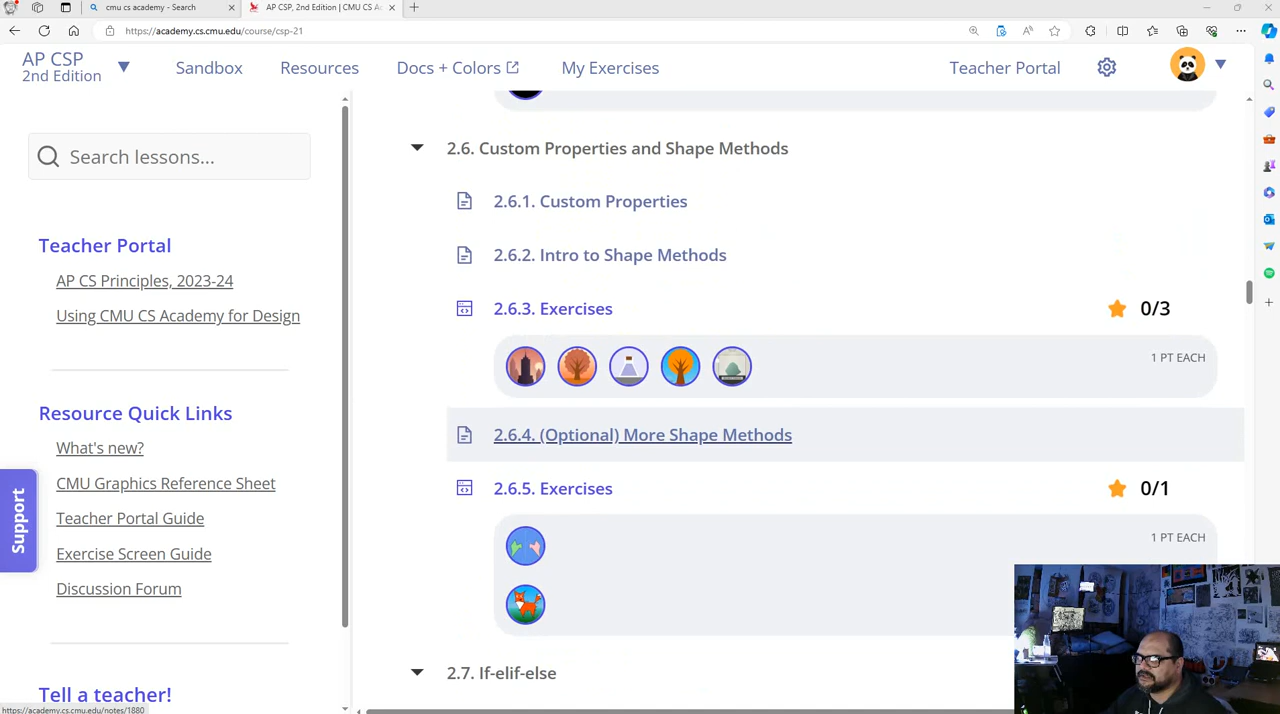 cmu cs academy - Search
AP CSP, 2nd Edition | CMU CS Ac
https://academy.cs.cmu.edu/course/csp-21
AP CSP
2nd Edition
Sandbox
Resources
Docs + Colors
My Exercises
Teacher Portal
Search lessons...
Teacher Portal
AP CS Principles, 2023-24
Using CMU CS Academy for Design
Resource Quick Links
What's new?
CMU Graphics Reference Sheet
Teacher Portal Guide
Exercise Screen Guide
Discussion Forum
Tell a teacher!
Support
2.6. Custom Properties and Shape Methods
2.6.1. Custom Properties
2.6.2. Intro to Shape Methods
2.6.3. Exercises
0/3
1 PT EACH
2.6.4. (Optional) More Shape Methods
2.6.5. Exercises
0/1
1 PT EACH
2.7. If-elif-else
https://academy.cs.cmu.edu/notes/1880